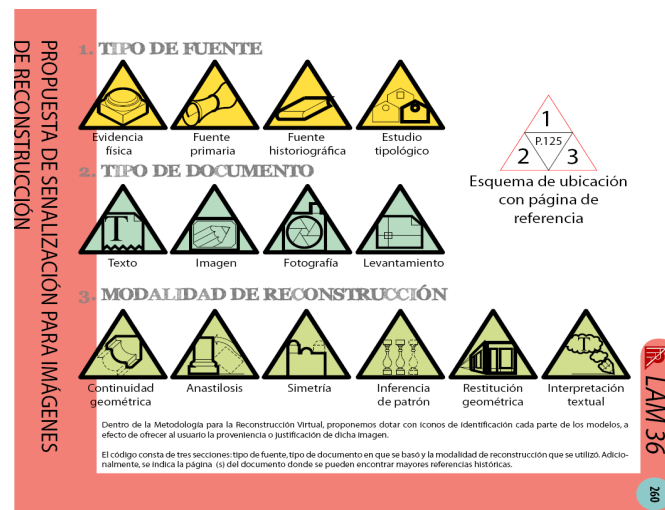 PROPUESTA DE SENALIZACIÓN PARA IMÁGENES
DE RECONSTRUCCIÓN
1. TIPO DE FUENTE
Evidencia
física
Fuente
primaria
Fuente
historiográfica
Estudio
tipológico
2. TIPO DE DOCUMENTO
T
Texto
Imagen
Fotografía
Levantamiento
1
P.125
2 3
Esquema de ubicación
con página de
referencia
3. MODALIDAD DE RECONSTRUCCIÓN
Continuidad
geométrica
Anastilosis
Simetría
Inferencia
de patrón
Restitución
geométrica
T
Interpretación
textual
Dentro de la Metodología para la Reconstrucción Virtual, proponemos dotar con iconos de identificación cada parte de los modelos, a
efecto de ofrecer al usuario la proveniencia o justificación de dicha imagen.
El código consta de tres secciones: tipo de fuente, tipo de documento en que se basó y la modalidad de reconstrucción que se utilizó. Adicio-
nalmente, se indica la página (s) del documento donde se pueden encontrar mayores referencias históricas.
LAM 36
260